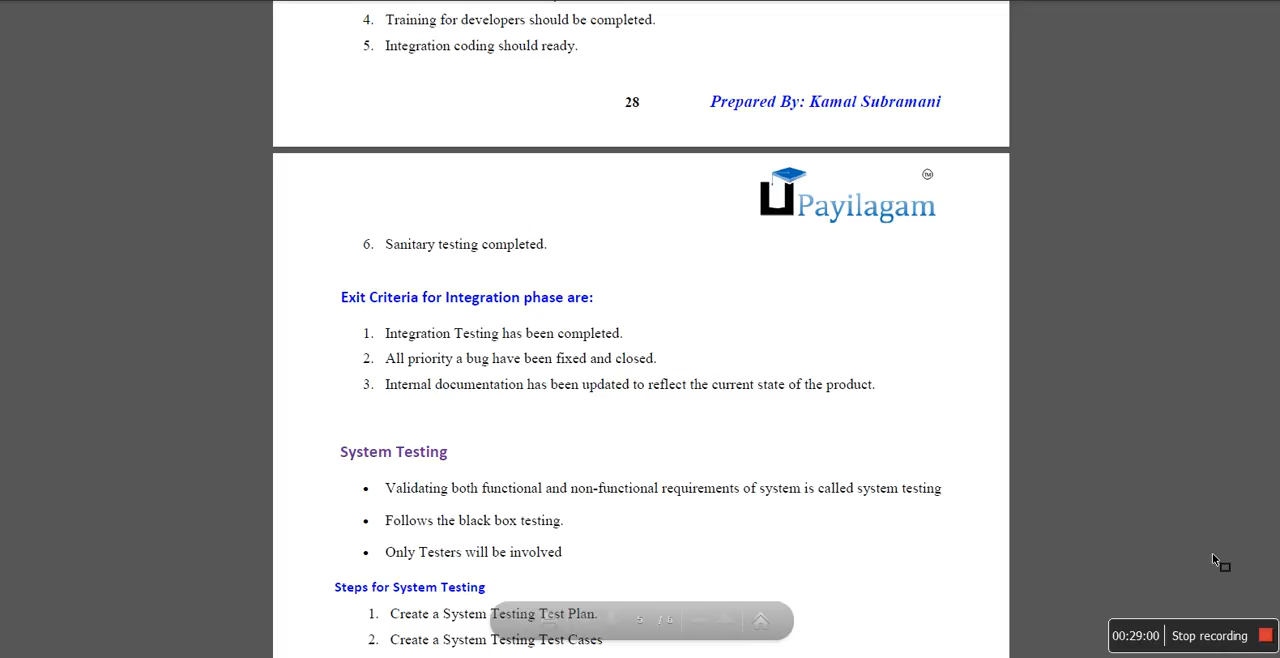 4. Training for developers should be completed.
5. Integration coding should ready.
28 Prepared By: Kamal Subramani
TM
Payilagam
6. Sanitary testing completed.
Exit Criteria for Integration phase are:
1. Integration Testing has been completed.
2. All priority a bug have been fixed and closed.
3. Internal documentation has been updated to reflect the current state of the product.
System Testing
• Validating both functional and non-functional requirements of system is called system testing
• Follows the black box testing.
• Only Testers will be involved
Steps for System Testing
1. Create a System Testing Test Plan.
5 / 6
2. Create a System Testing Test Cases
00:29:00 Stop recording